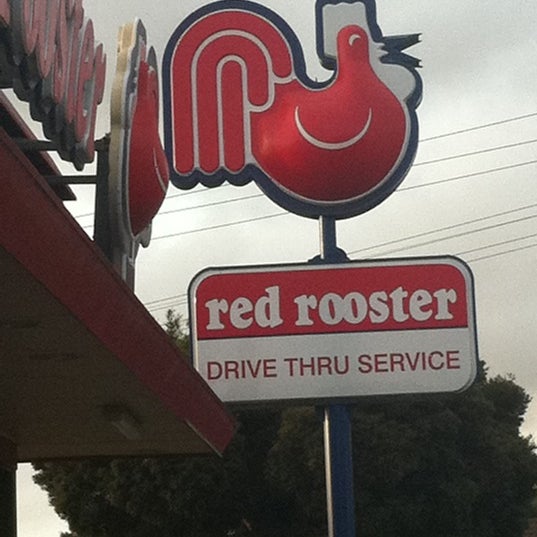 red rooster
DRIVE THRU SERVICE